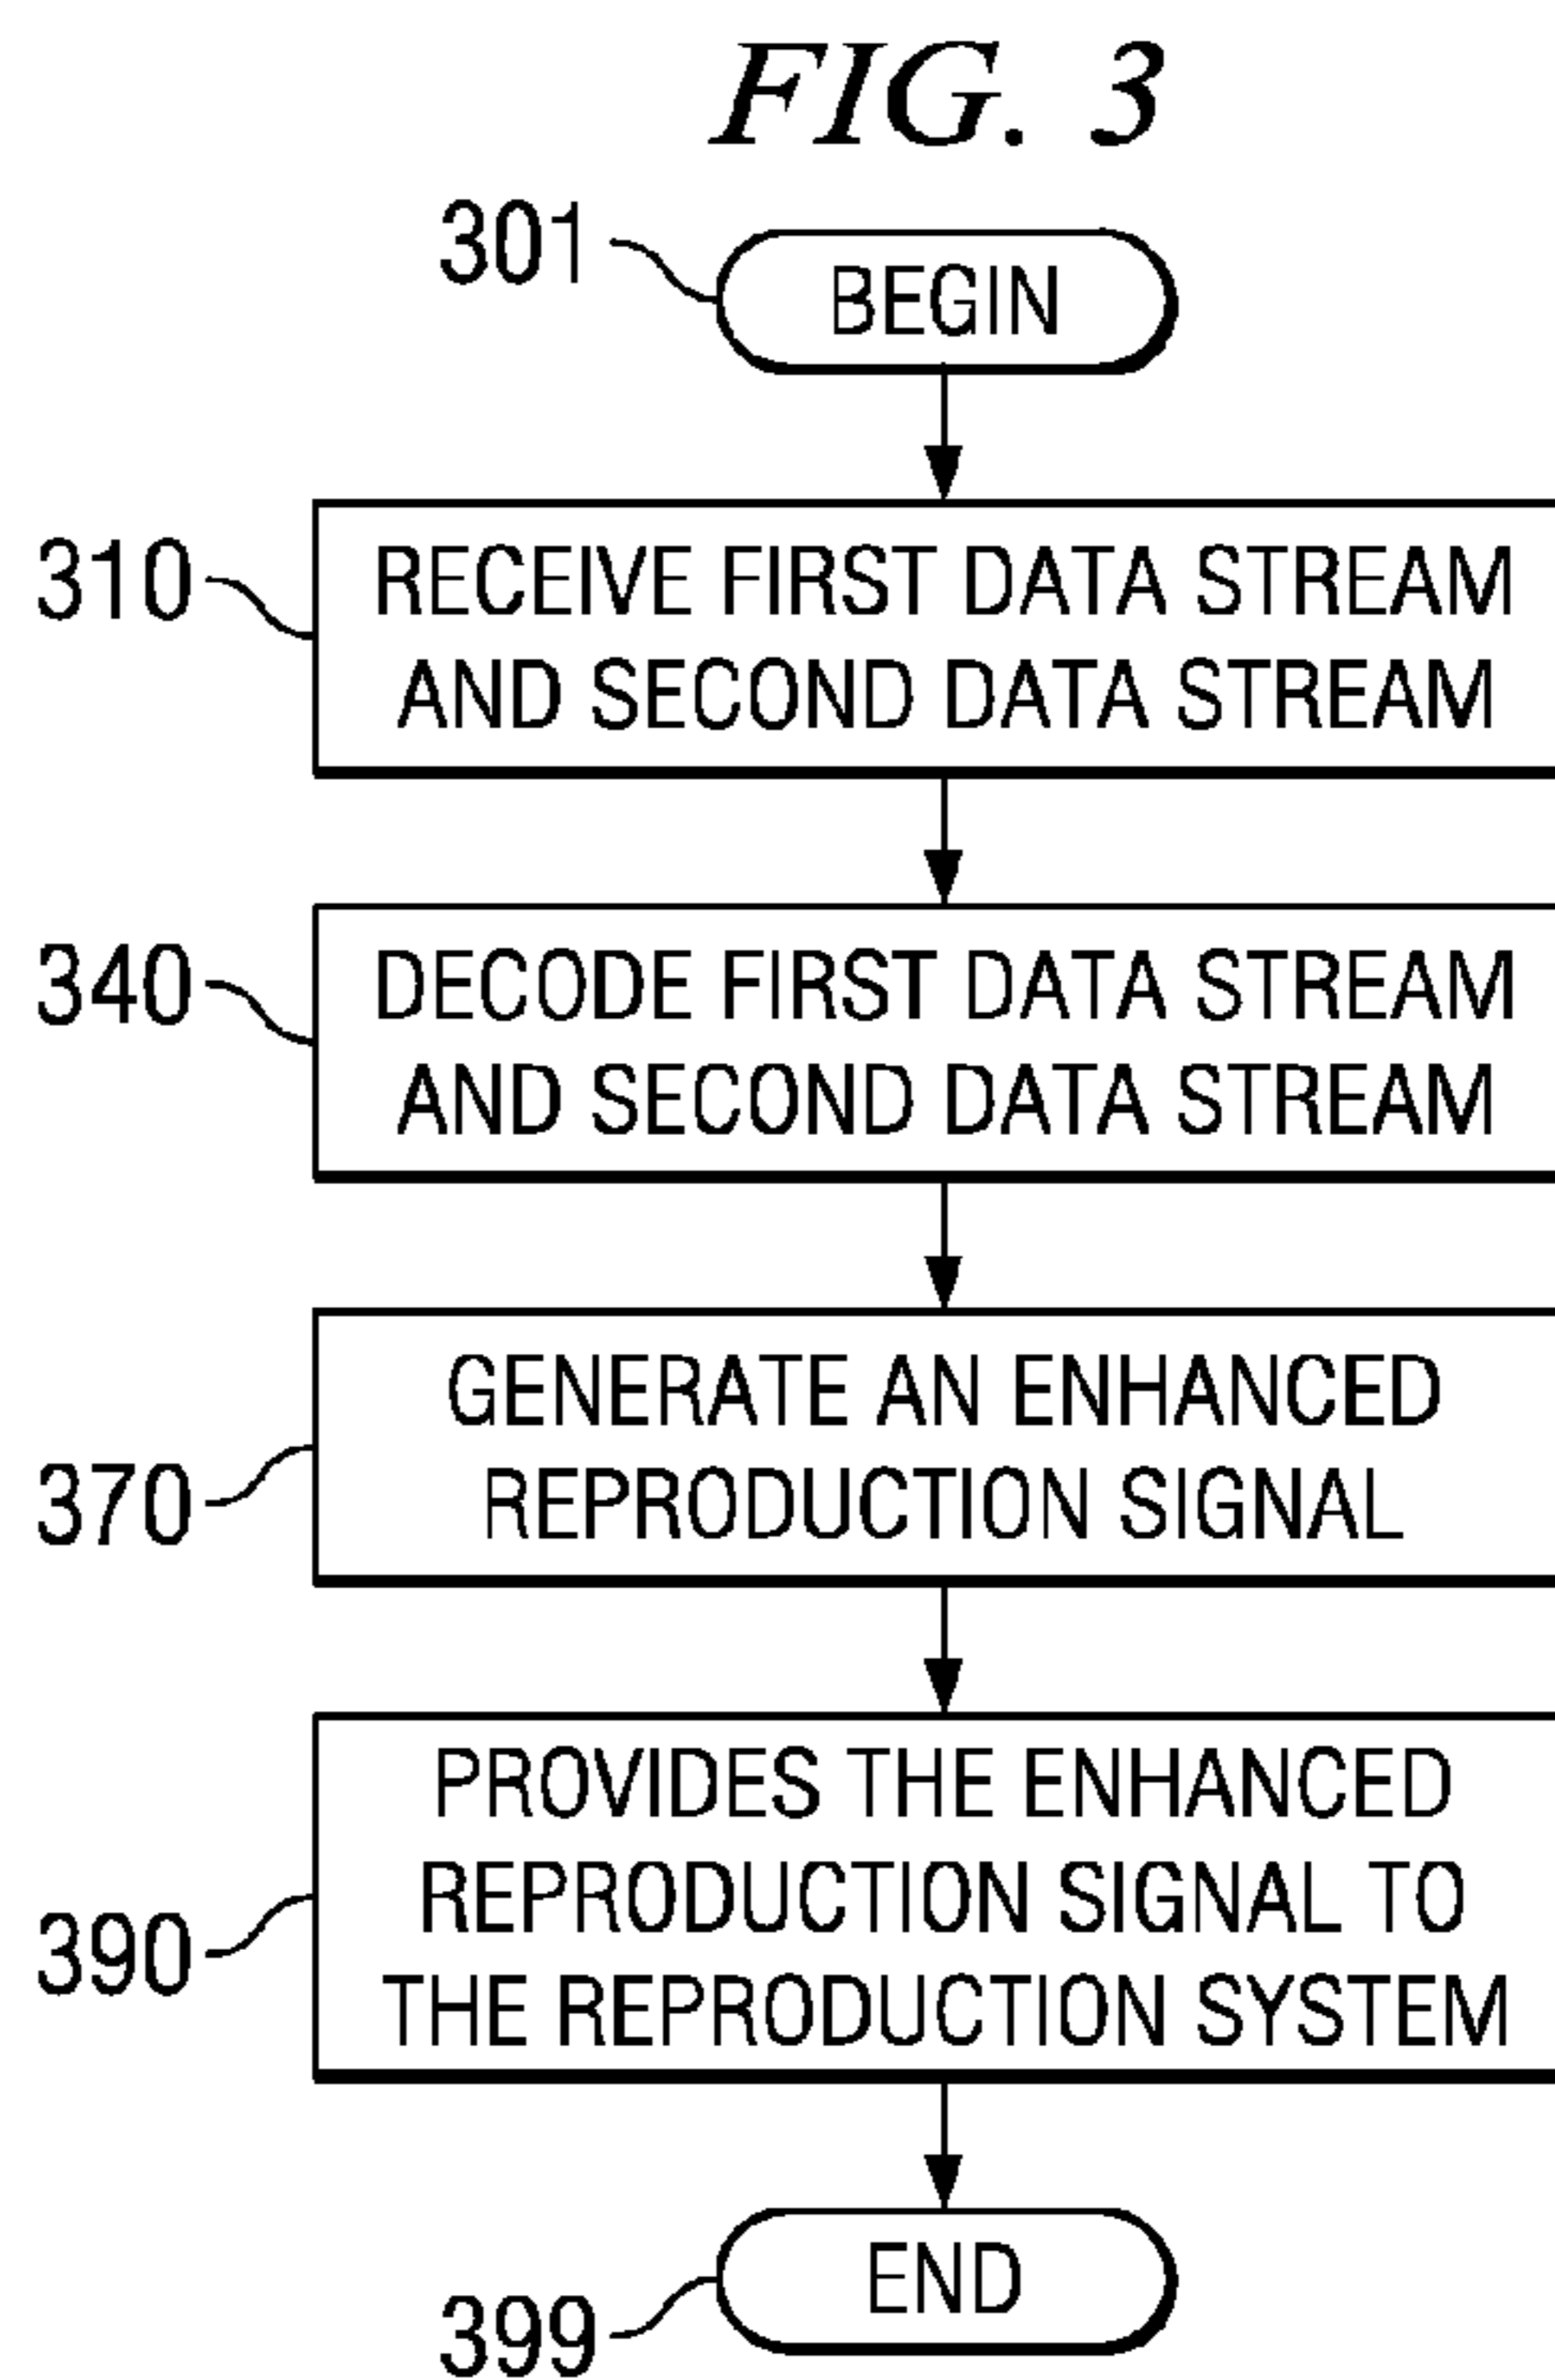 FIG. 3
301
BEGIN
310
RECEIVE FIRST DATA STREAM
AND SECOND DATA STREAM
340
DECODE FIRST DATA STREAM
AND SECOND DATA STREAM
370
GENERATE AN ENHANCED
REPRODUCTION SIGNAL
390
PROVIDES THE ENHANCED
REPRODUCTION SIGNAL TO
THE REPRODUCTION SYSTEM
399
END